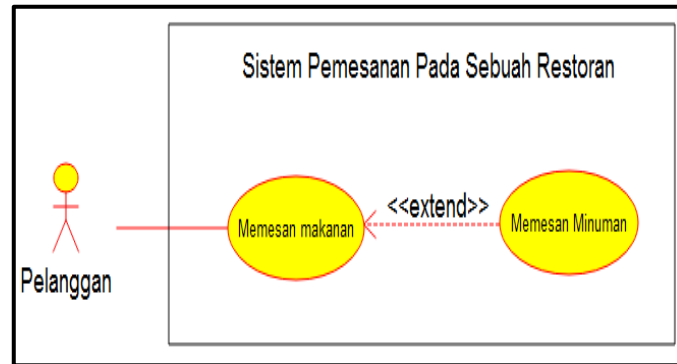 Sistem Pemesanan Pada Sebuah Restoran
<<extend>>
Memesan makanan
Memesan Minuman
Pelanggan